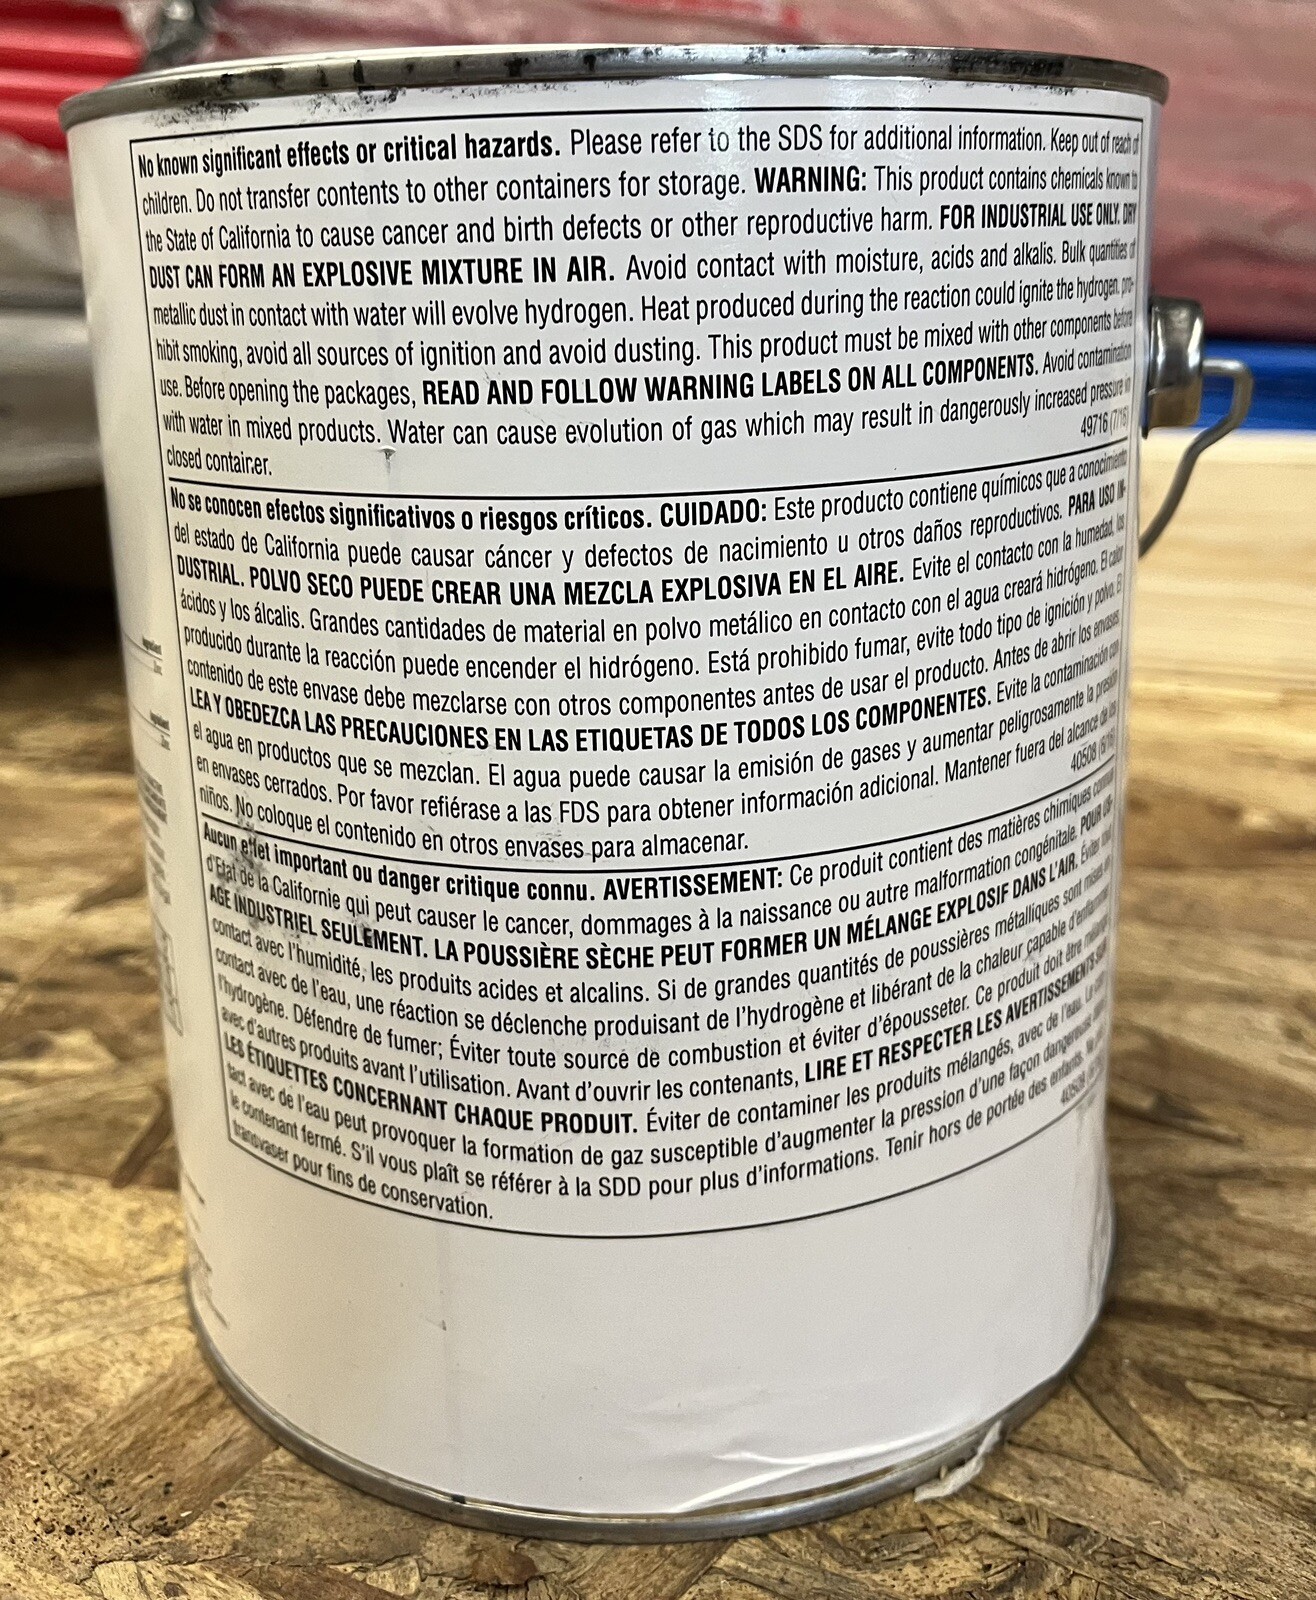 No known significant effects or critical hazards. Please refer to the SDS for additional information. Keep out of reach of
children. Do not transfer contents to other containers for storage. WARNING: This product contains chemicals known to
the State of California to cause cancer and birth defects or other reproductive harm. FOR INDUSTRIAL USE ONLY. DRY
DUST CAN FORM AN EXPLOSIVE MIXTURE IN AIR. Avoid contact with moisture, acids and alkalis. Bulk quantities of
metallic dust in contact with water will evolve hydrogen. Heat produced during the reaction could ignite the hydrogen, pro-
hibit smoking, avoid all sources of ignition and avoid dusting. This product must be mixed with other components before
use. Before opening the packages, READ AND FOLLOW WARNING LABELS ON ALL COMPONENTS. Avoid contamination
with water in mixed products. Water can cause evolution of gas which may result in dangerously increased pressure in
closed container.
49716 (7/16)
No se conocen efectos significativos o riesgos críticos. CUIDADO: Este producto contiene químicos que a conocimiento
del estado de California puede causar cáncer y defectos de nacimiento u otros daños reproductivos. PARA USO IN-
DUSTRIAL. POLVO SECO PUEDE CREAR UNA MEZCLA EXPLOSIVA EN EL AIRE. Evite el contacto con la humedad, los
ácidos y los álcalis. Grandes cantidades de material en polvo metálico en contacto con el agua creará hidrógeno. El calor
producido durante la reacción puede encender el hidrógeno. Está prohibido fumar, evite todo tipo de ignición y polvo. El
contenido de este envase debe mezclarse con otros componentes antes de usar el producto. Antes de abrir los envases
LEA Y OBEDEZCA LAS PRECAUCIONES EN LAS ETIQUETAS DE TODOS LOS COMPONENTES. Evite la contaminación con
el agua en productos que se mezclan. El agua puede causar la emisión de gases y aumentar peligrosamente la presión
en envases cerrados. Por favor refiérase a las FDS para obtener información adicional. Mantener fuera del alcance de los
niños. No coloque el contenido en otros envases para almacenar.
40508 (6/16)
Aucun effet important ou danger critique connu. AVERTISSEMENT: Ce produit contient des matières chimiques connues
d'Etat de la Californie qui peut causer le cancer, dommages à la naissance ou autre malformation congénitale. POUR US-
AGE INDUSTRIEL SEULEMENT. LA POUSSIÈRE SÈCHE PEUT FORMER UN MÉLANGE EXPLOSIF DANS L'AIR. Éviter tout
contact avec l'humidité, les produits acides et alcalins. Si de grandes quantités de poussières métalliques sont mises en
contact avec de l'eau, une réaction se déclenche produisant de l'hydrogène et libérant de la chaleur capable d'enflammer
l'hydrogène. Défendre de fumer; Éviter toute source de combustion et éviter d'épousseter. Ce produit doit être mélangé
avec d'autres produits avant l'utilisation. Avant d'ouvrir les contenants, LIRE ET RESPECTER LES AVERTISSEMENTS SUR
LES ÉTIQUETTES CONCERNANT CHAQUE PRODUIT. Éviter de contaminer les produits mélangés, avec de l'eau. Le con-
tact avec de l'eau peut provoquer la formation de gaz susceptible d'augmenter la pression d'une façon dangereuse dans
le contenant fermé. S'il vous plaît se référer à la SDD pour plus d'informations. Tenir hors de portée des enfants. Ne pas
transvaser pour fins de conservation.